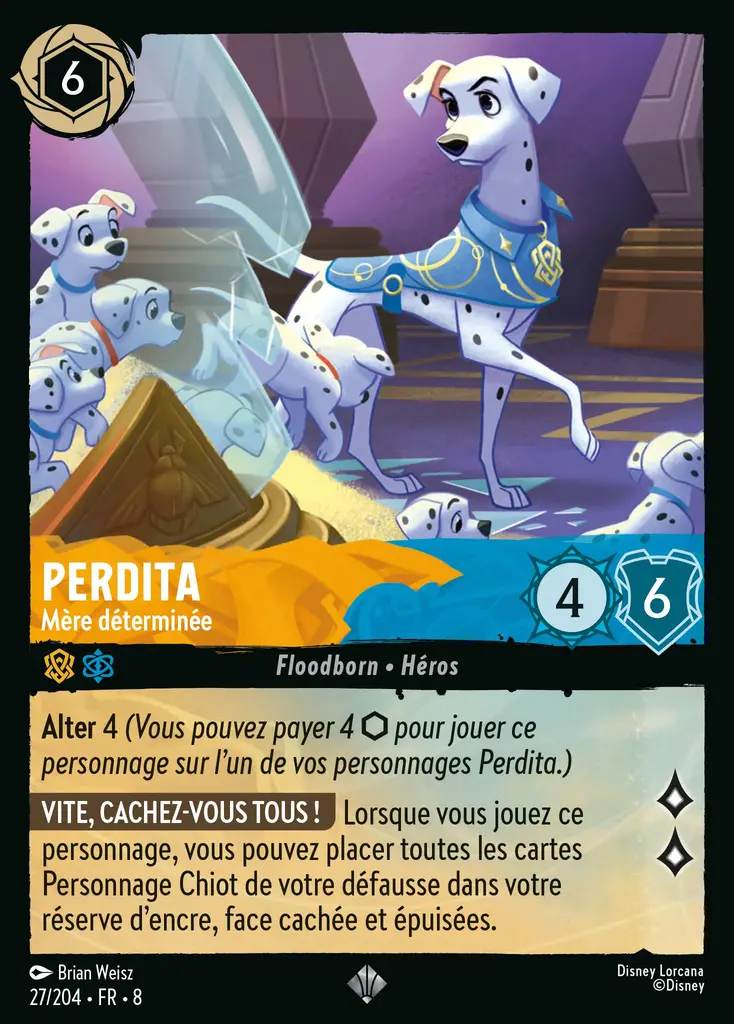 6
PERDITA
Mère déterminée
4
6
Floodborn • Héros
Alter 4 (Vous pouvez payer 4 pour jouer ce
personnage sur l'un de vos personnages Perdita.)
VITE, CACHEZ-VOUS TOUS ! Lorsque vous jouez ce
personnage, vous pouvez placer toutes les cartes
Personnage Chiot de votre défausse dans votre
réserve d'encre, face cachée et épuisées.
Brian Weisz
27/204 • FR • 8
Disney Lorcana
©Disney